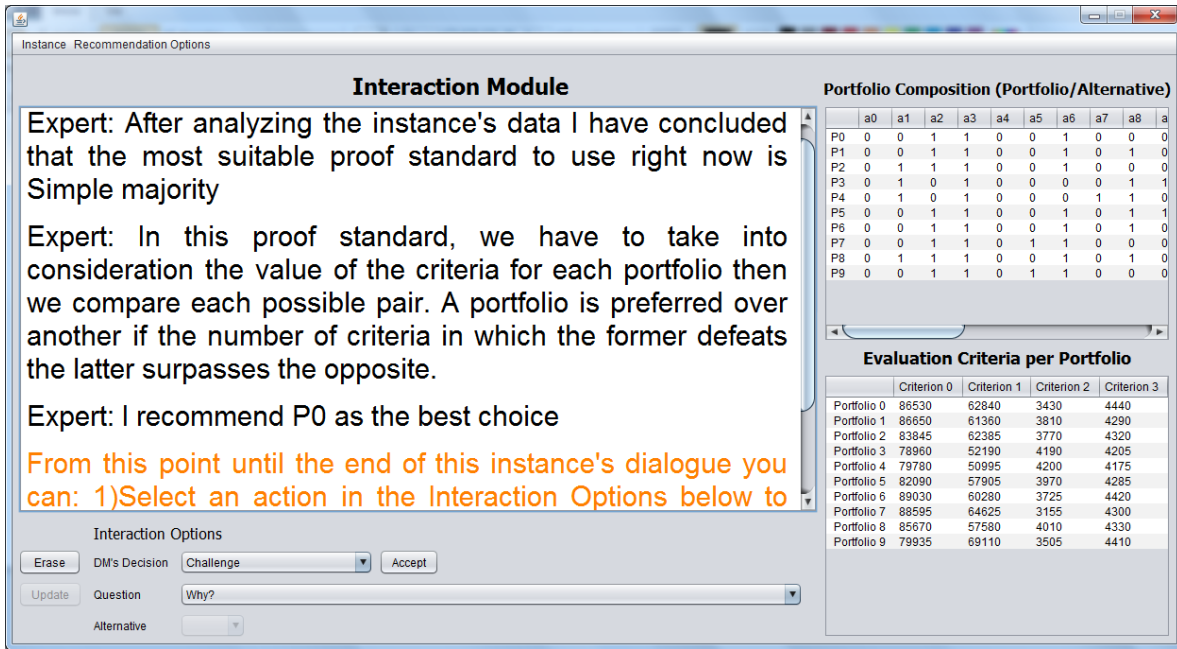 Instance Recommendation Options
Interaction Module
Expert: After analyzing the instance's data I have concluded
that the most suitable proof standard to use right now is
Simple majority
Expert: In this proof standard, we have to take into
consideration the value of the criteria for each portfolio then
we compare each possible pair. A portfolio is preferred over
another if the number of criteria in which the former defeats
the latter surpasses the opposite.
Expert: I recommend P0 as the best choice
From this point until the end of this instance's dialogue you
can: 1)Select an action in the Interaction Options below to
Interaction Options
Erase DM's Decision Challenge Accept
Update Question Why?
Alternative
Portfolio Composition (Portfolio/Alternative)
a0 a1 a2 a3 a4 a5 a6 a7 a8 a
P0 0 0 1 1 0 0 1 0 0 0
P1 0 0 1 1 0 0 1 0 1 0
P2 0 1 1 1 0 0 1 0 0 0
P3 0 1 0 1 0 0 0 0 1 1
P4 0 1 0 1 0 0 0 1 1 0
P5 0 0 1 1 0 0 1 0 1 1
P6 0 0 1 1 0 0 1 0 1 0
P7 0 0 1 1 0 1 1 0 0 0
P8 0 1 1 1 0 0 1 0 1 0
P9 0 0 1 1 0 1 1 0 0 0
Evaluation Criteria per Portfolio
Criterion 0 Criterion 1 Criterion 2 Criterion 3
Portfolio 0 86530 62840 3430 4440
Portfolio 1 86650 61360 3810 4290
Portfolio 2 83845 62385 3770 4320
Portfolio 3 78960 52190 4190 4205
Portfolio 4 79780 50995 4200 4175
Portfolio 5 82090 57905 3970 4285
Portfolio 6 89030 60280 3725 4420
Portfolio 7 88595 64625 3155 4300
Portfolio 8 85670 57580 4010 4330
Portfolio 9 79935 69110 3505 4410